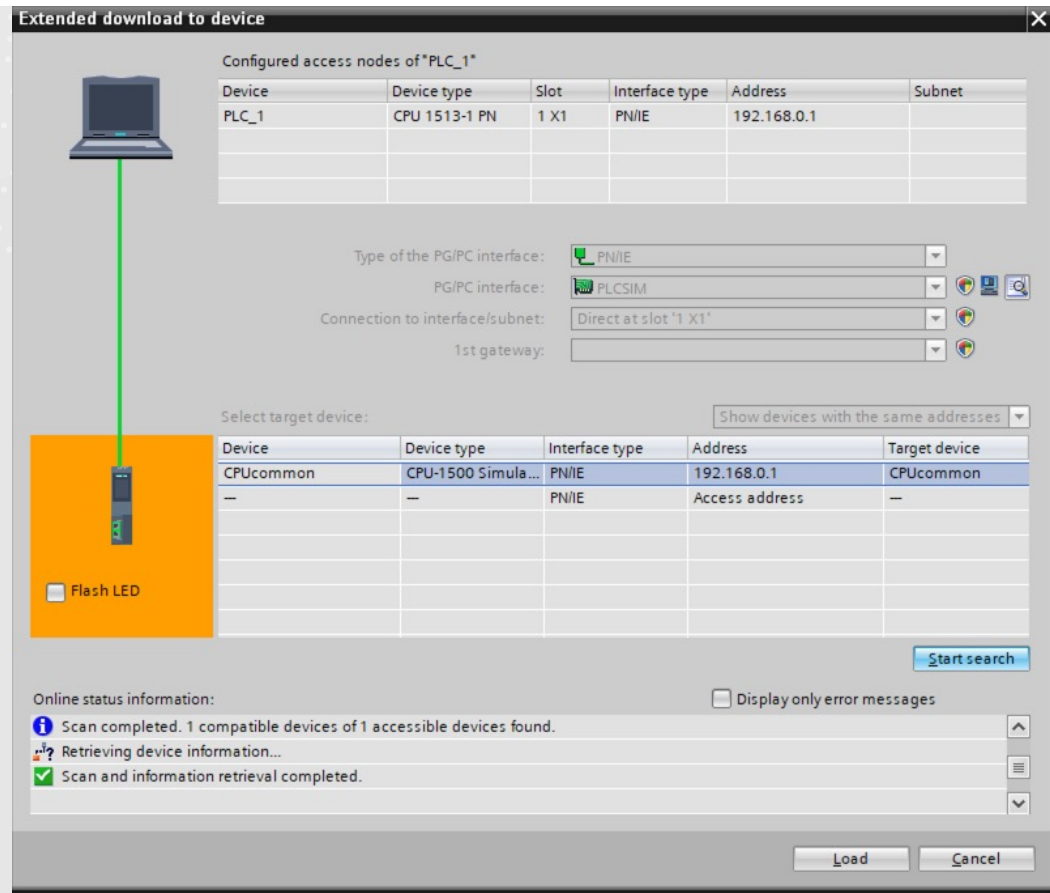 Extended download to device
Configured access nodes of "PLC_1"
Device Device type Slot Interface type Address Subnet
PLC_1 CPU 1513-1 PN 1 X1 PN/IE 192.168.0.1
Type of the PG/PC interface: PN/IE
PG/PC interface: PLCSIM
Connection to interface/subnet: Direct at slot '1 X1'
1st gateway:
Select target device: Show devices with the same addresses
Device Device type Interface type Address Target device
CPUcommon CPU-1500 Simula... PN/IE 192.168.0.1 CPUcommon
— — PN/IE Access address —
Flash LED
Start search
Online status information: Display only error messages
Scan completed. 1 compatible devices of 1 accessible devices found.
Retrieving device information...
Scan and information retrieval completed.
Load Cancel